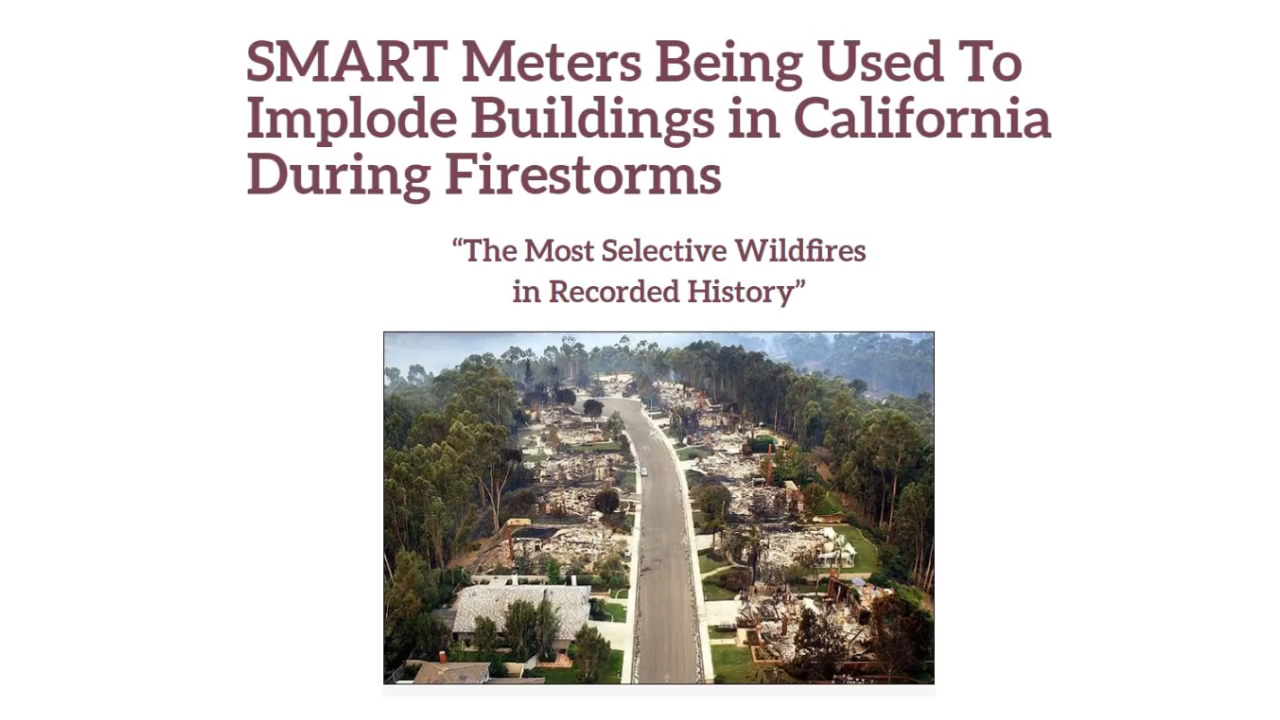 SMART Meters Being Used To
Implode Buildings in California
During Firestorms
“The Most Selective Wildfires
in Recorded History”